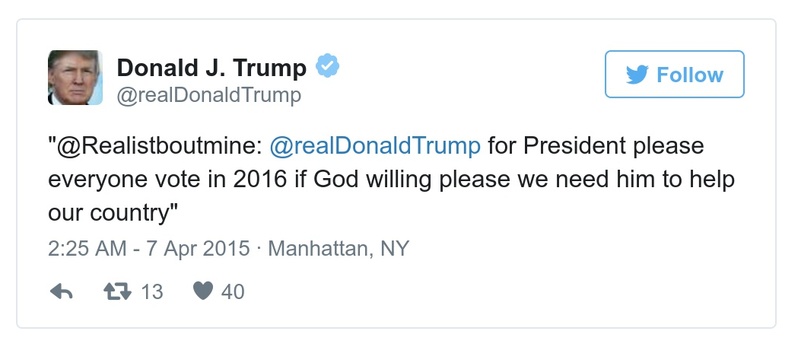 Donald J. Trump
@realDonaldTrump
Follow
"@Realistboutmine: @realDonaldTrump for President please
everyone vote in 2016 if God willing please we need him to help
our country"
2:25 AM - 7 Apr 2015 · Manhattan, NY
13 40